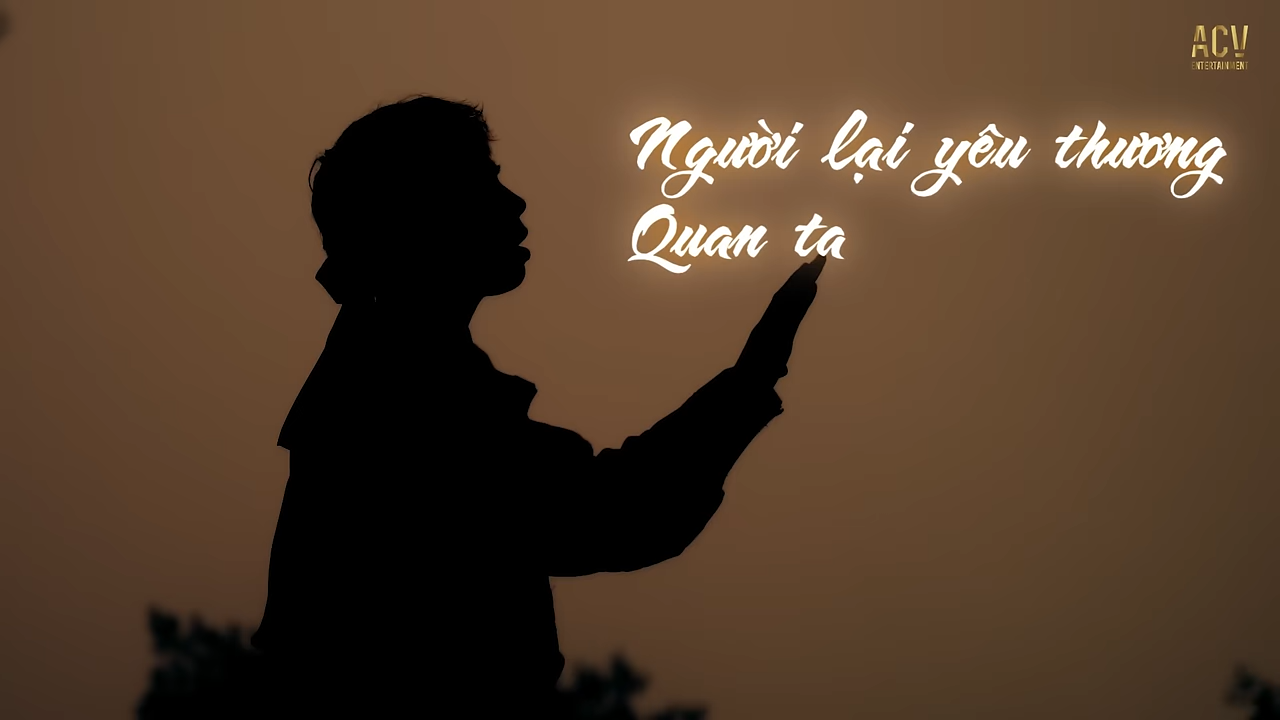 ACV
ENTERTAINMENT
Người lại yêu thương
Quan ta